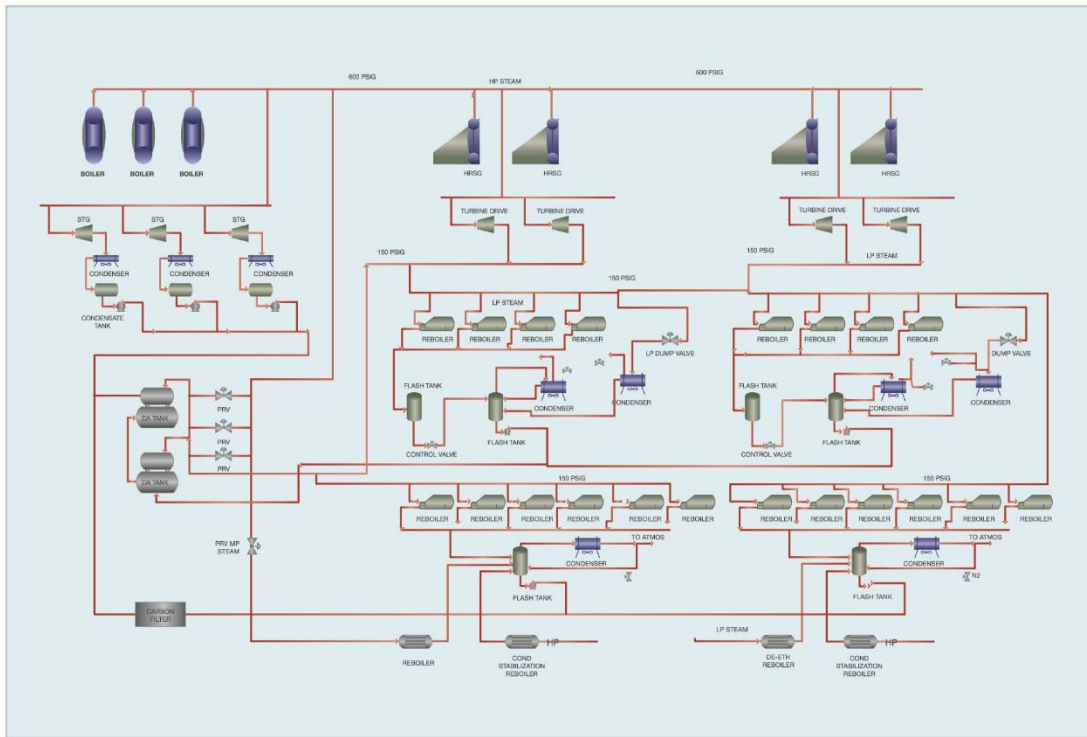 600 PSIG
HP STEAM
600 PSIG
BOILER
BOILER
BOILER
HRSG
HRSG
HRSG
HRSG
STG
STG
STG
TURBINE DRIVE
TURBINE DRIVE
TURBINE DRIVE
TURBINE DRIVE
150 PSIG
150 PSIG
LP STEAM
CONDENSER
CONDENSER
CONDENSER
150 PSIG
CONDENSATE
TANK
LP STEAM
REBOILER
REBOILER
REBOILER
REBOILER
LP DUMP VALVE
REBOILER
REBOILER
REBOILER
REBOILER
DUMP VALVE
FLASH TANK
CONDENSER
CONDENSER
FLASH TANK
CONDENSER
CONDENSER
DA TANK
PRV
PRV
PRV
DA TANK
CONTROL VALVE
FLASH TANK
CONTROL VALVE
FLASH TANK
150 PSIG
150 PSIG
REBOILER
REBOILER
REBOILER
REBOILER
REBOILER
REBOILER
REBOILER
REBOILER
REBOILER
REBOILER
REBOILER
REBOILER
PRV MP
STEAM
TO ATMOS
CONDENSER
FLASH TANK
TO ATMOS
CONDENSER
N2
FLASH TANK
CARBON
FILTER
REBOILER
HP
COND
STABILIZATION
REBOILER
LP STEAM
DE-ETH
REBOILER
HP
COND
STABILIZATION
REBOILER